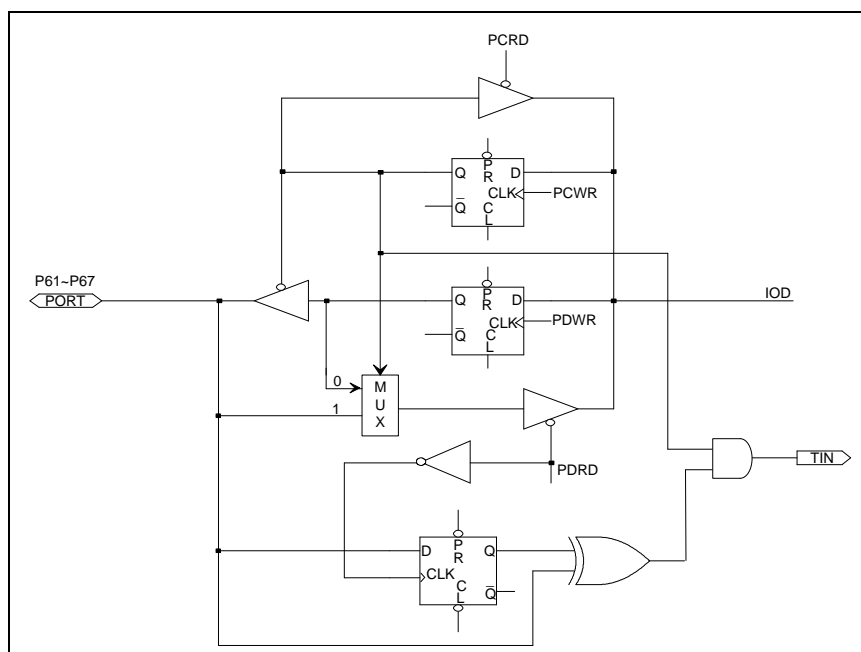 PCRD
P
R
Q
D
CLK
PCWR
Q
C
L
P61~P67
PORT
P
R
Q
D
IOD
CLK
PDWR
Q
C
L
0
M
U
X
1
PDRD
TIN
D
P
R
Q
CLK
C
L
Q